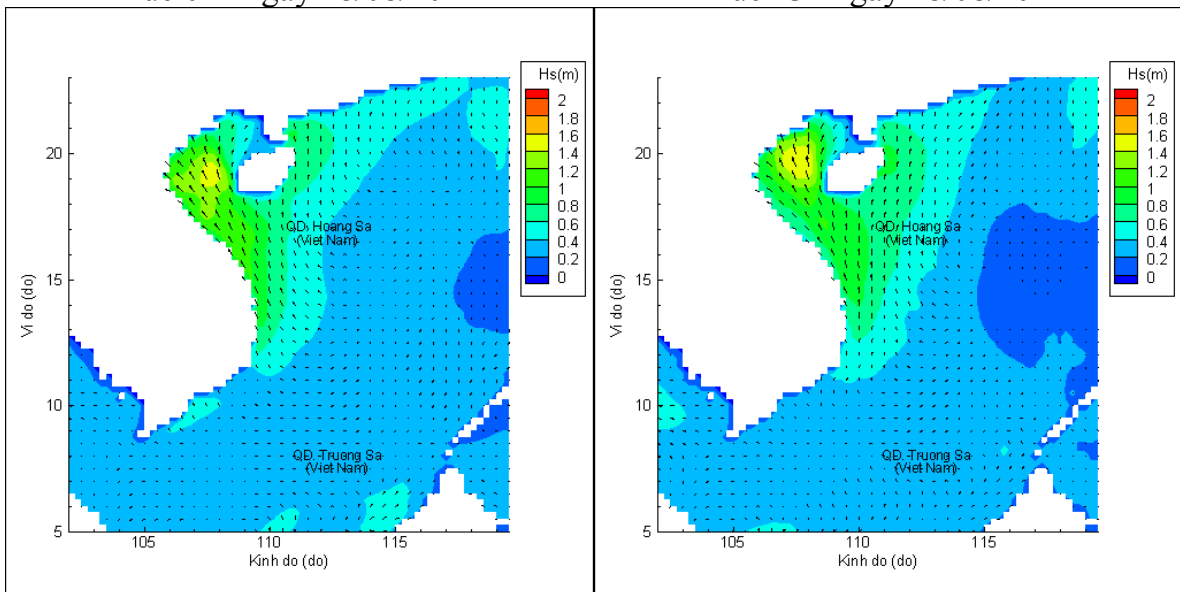 Hs(m)
2
1.8
1.6
1.4
1.2
1
0.8
0.6
0.4
0.2
0
20
15
10
5
Vi do (do)
QD. Hoang Sa
(Viet Nam)
QD. Truong Sa
(Viet Nam)
105
110
115
Kinh do (do)
Hs(m)
2
1.8
1.6
1.4
1.2
1
0.8
0.6
0.4
0.2
0
20
15
10
5
Vi do (do)
QD. Hoang Sa
(Viet Nam)
QD. Truong Sa
(Viet Nam)
105
110
115
Kinh do (do)